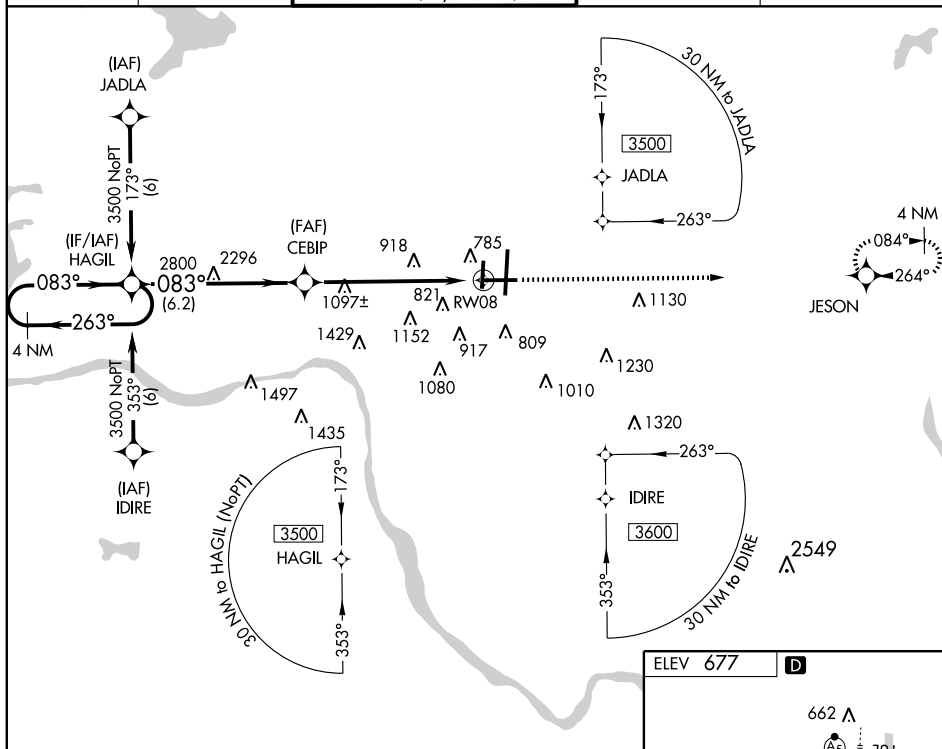 (IAF)
JADLA
3500 NoPT
173°
(6)
(IF/IAF)
HAGIL
083°
263°
4 NM
2800
083°
(6.2)
2296
(FAF)
CEBIP
918
785
1097±
821
RW08
1429
1152
917
809
1080
1010
1130
1230
1320
1497
1435
3500 NoPT
353°
(6)
(IAF)
IDIRE
30 NM to JADLA
173°
3500
JADLA
263°
4 NM
084°
264°
JESON
30 NM to HAGIL (NoPT)
173°
3500
HAGIL
353°
263°
IDIRE
3600
353°
30 NM to IDIRE
2549
ELEV 677
D
662
A5